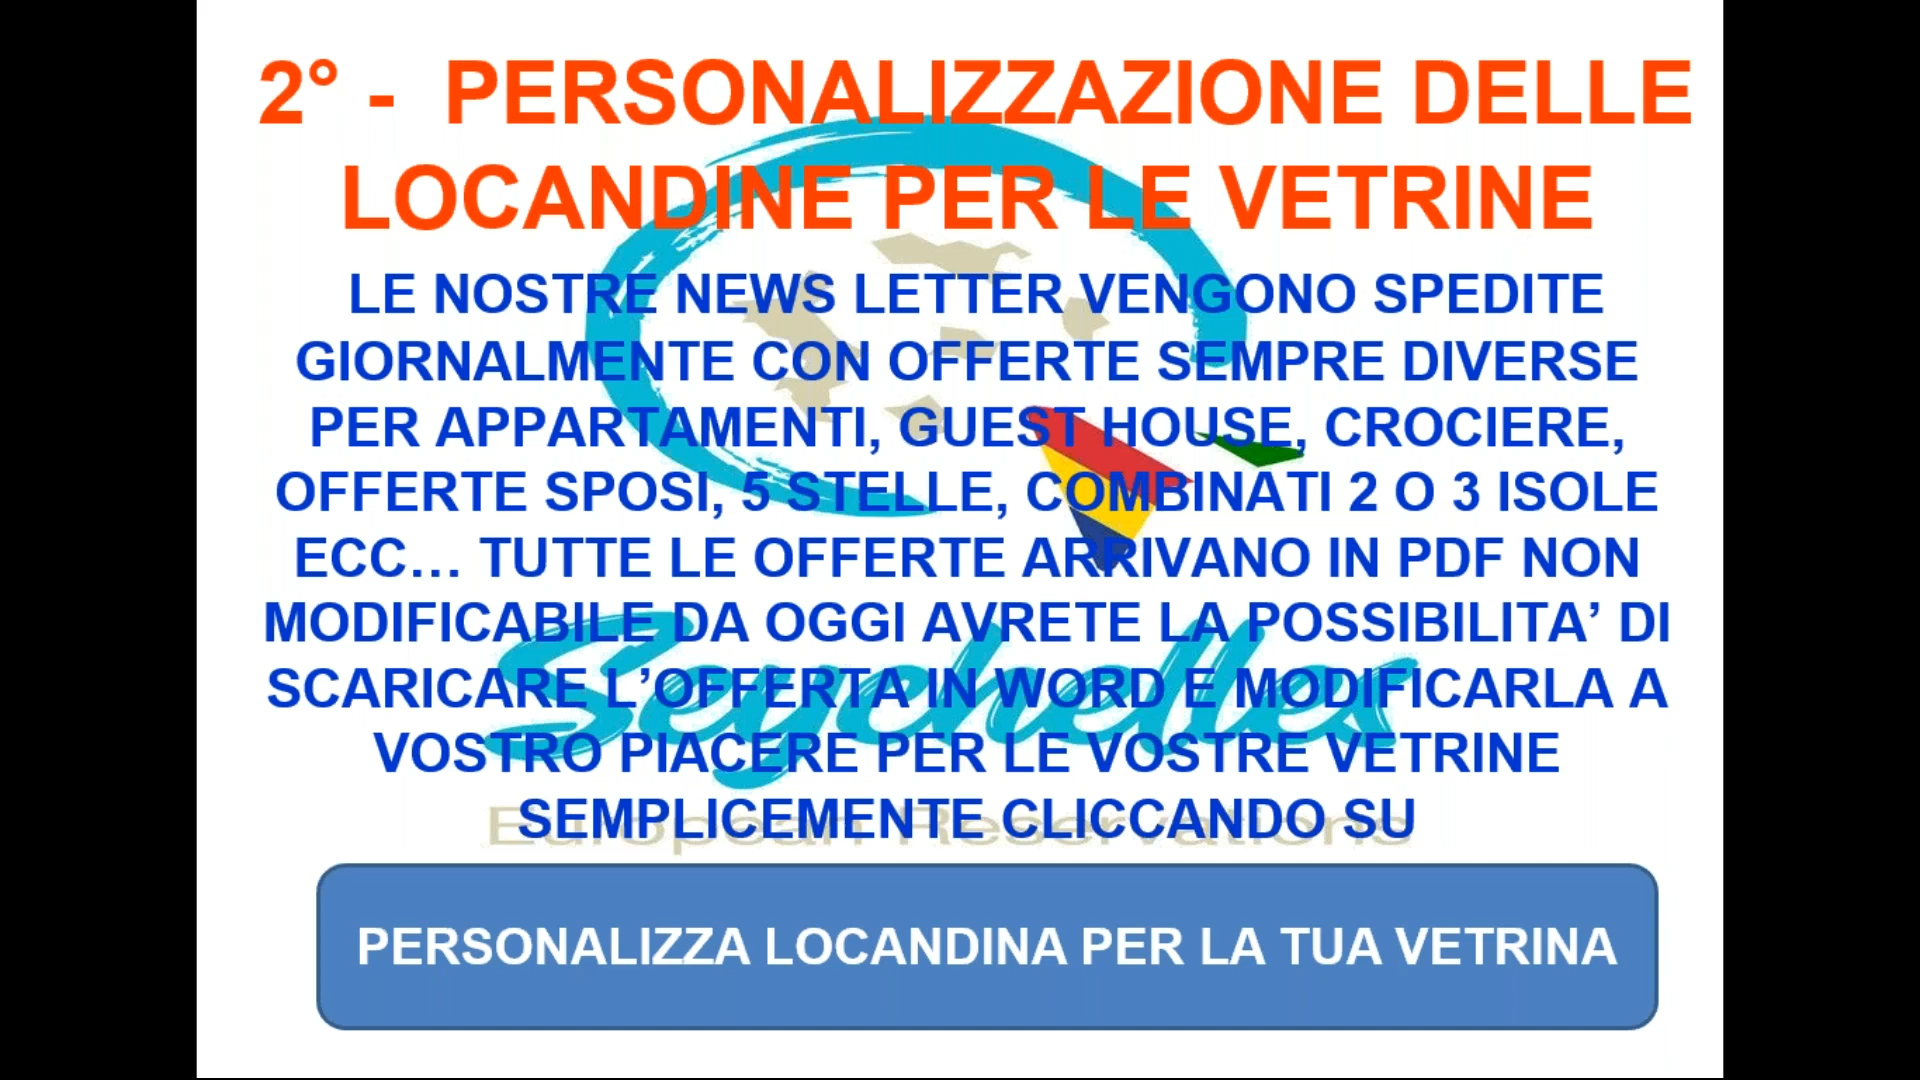 2° - PERSONALIZZAZIONE DELLE
LOCANDINE PER LE VETRINE
LE NOSTRE NEWS LETTER VENGONO SPEDITE
GIORNALMENTE CON OFFERTE SEMPRE DIVERSE
PER APPARTAMENTI, GUEST HOUSE, CROCIERE,
OFFERTE SPOSI, 5 STELLE, COMBINATI 2 O 3 ISOLE
ECC… TUTTE LE OFFERTE ARRIVANO IN PDF NON
MODIFICABILE DA OGGI AVRETE LA POSSIBILITA’ DI
SCARICARE L’OFFERTA IN WORD E MODIFICARLA A
VOSTRO PIACERE PER LE VOSTRE VETRINE
SEMPLICEMENTE CLICCANDO SU
Seychelles
European Reservations
PERSONALIZZA LOCANDINA PER LA TUA VETRINA